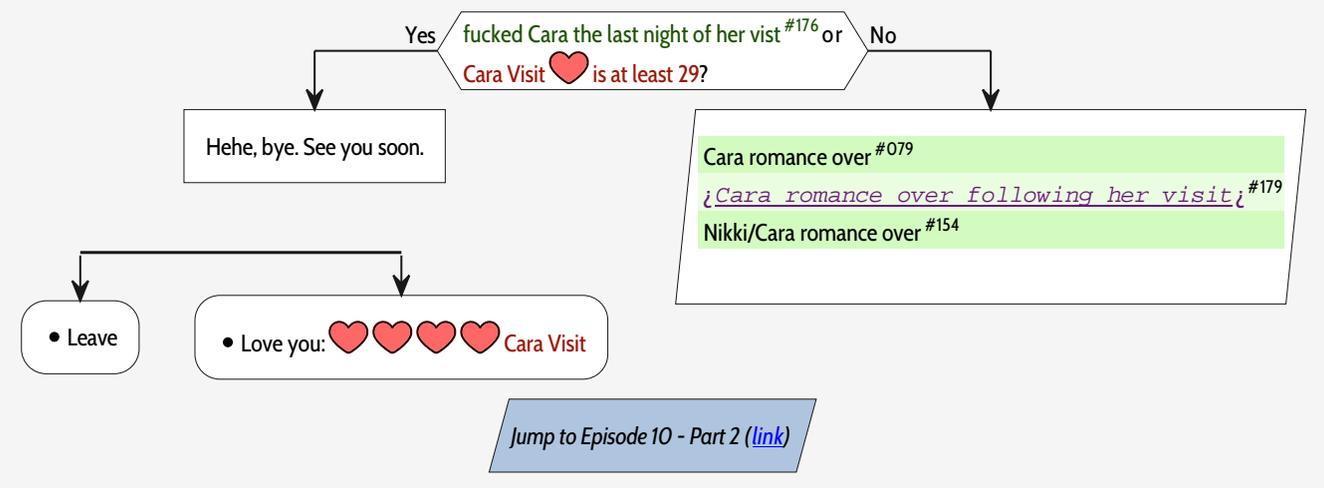 Yes
fucked Cara the last night of her vist #176 or
Cara Visit is at least 29?
No
Hehe, bye. See you soon.
Cara romance over #079
¿Cara romance over following her visit¿ #179
Nikki/Cara romance over #154
• Leave
• Love you: Cara Visit
Jump to Episode 10 - Part 2 (link)